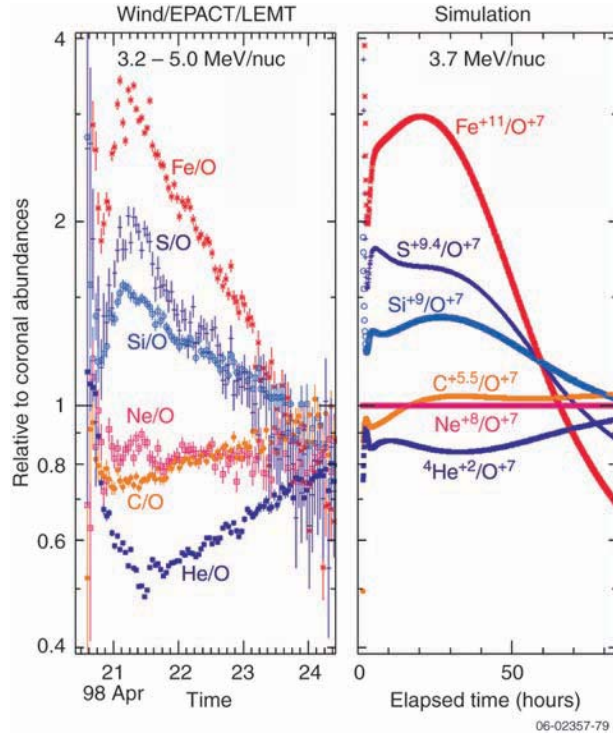 Wind/EPACT/LEMT
Simulation
3.2 – 5.0 MeV/nuc
3.7 MeV/nuc
Relative to coronal abundances
4
2
1
0.8
0.6
0.4
Fe/O
S/O
Si/O
Ne/O
C/O
He/O
Fe+11/O+7
S+9.4/O+7
Si+9/O+7
C+5.5/O+7
Ne+8/O+7
4He+2/O+7
21 22 23 24
98 Apr
Time
0 50
Elapsed time (hours)
06-02357-79